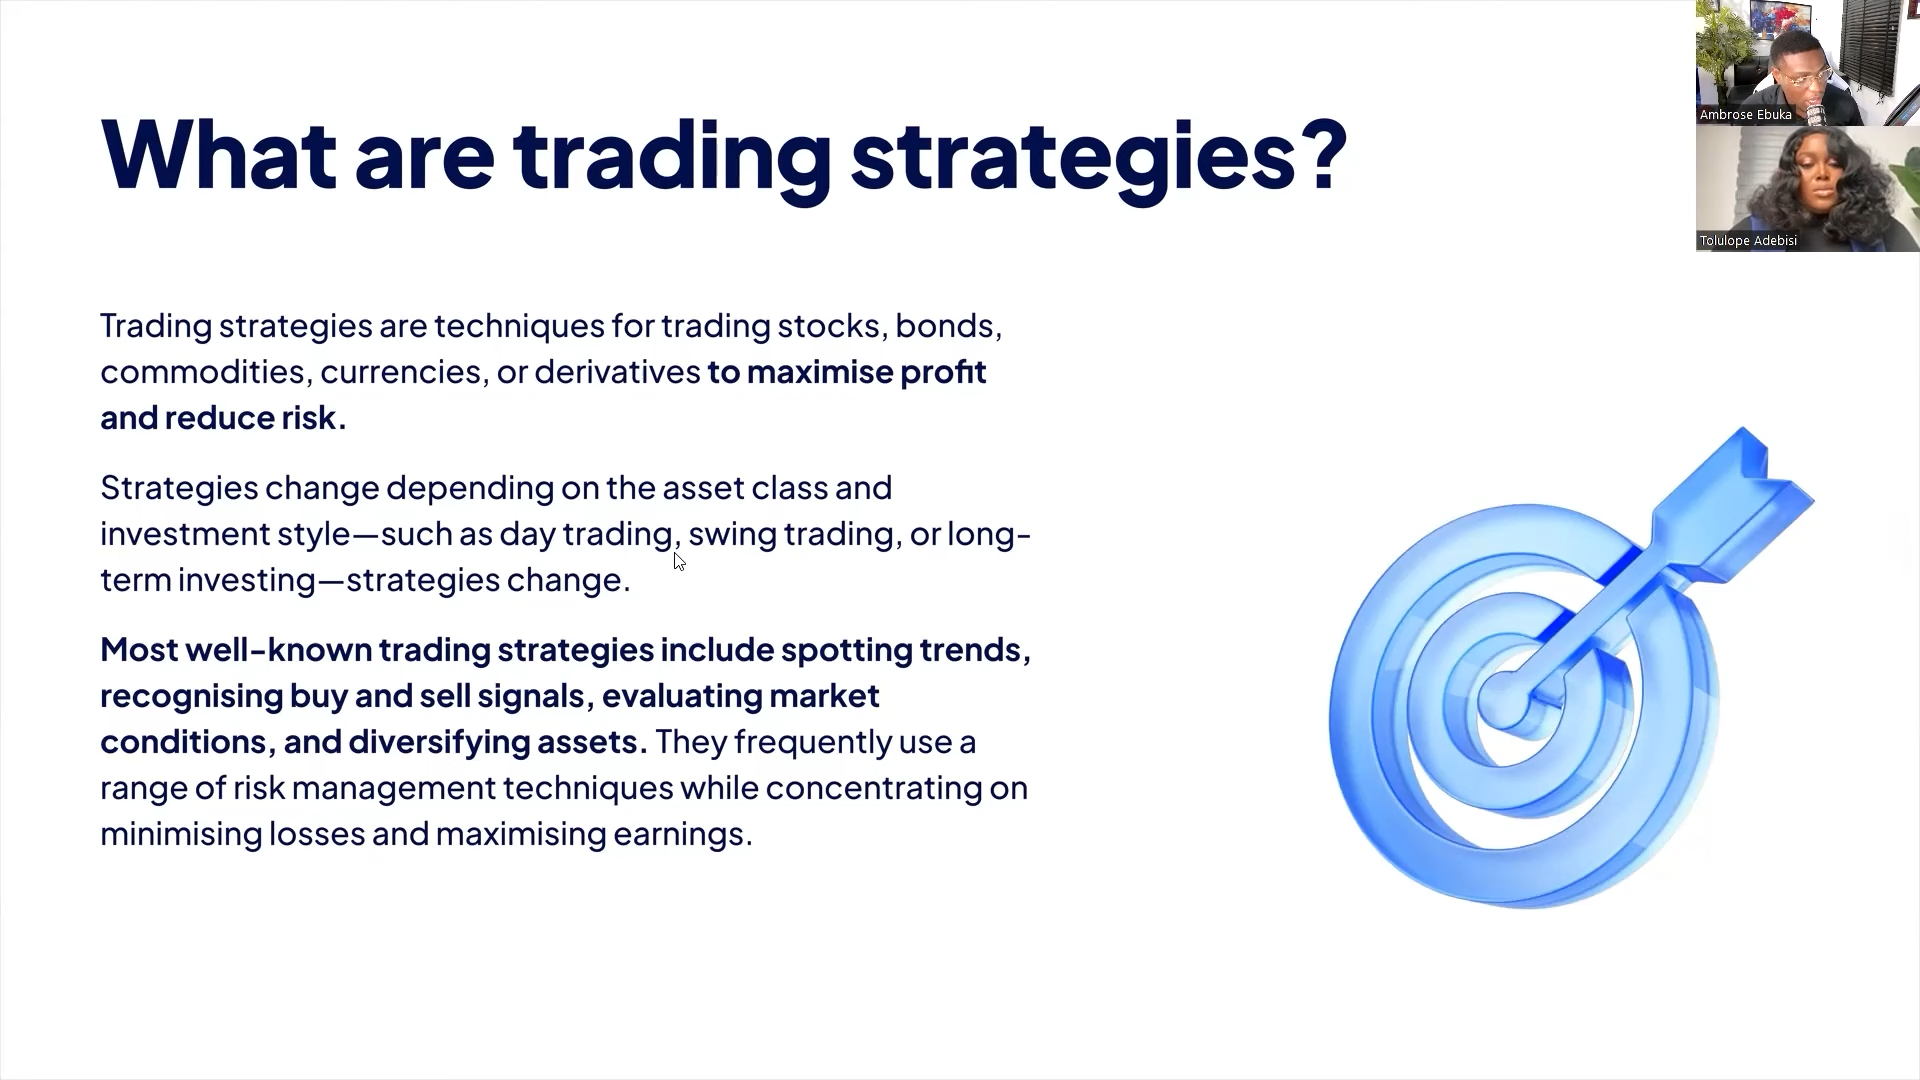 What are trading strategies?
Trading strategies are techniques for trading stocks, bonds,
commodities, currencies, or derivatives to maximise profit
and reduce risk.
Strategies change depending on the asset class and
investment style—such as day trading, swing trading, or long-
term investing—strategies change.
Most well-known trading strategies include spotting trends,
recognising buy and sell signals, evaluating market
conditions, and diversifying assets. They frequently use a
range of risk management techniques while concentrating on
minimising losses and maximising earnings.
Ambrose Ebuka
Tolulope Adebisi